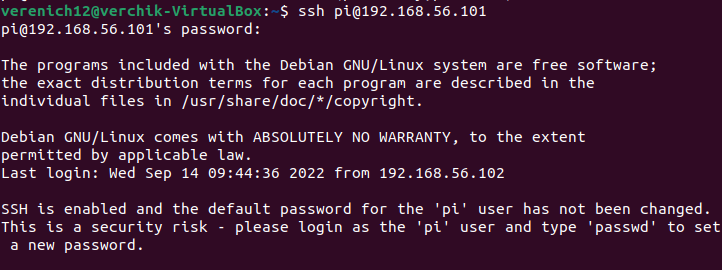 verenich12@verchik-VirtualBox:~$ ssh pi@192.168.56.101
pi@192.168.56.101's password:
The programs included with the Debian GNU/Linux system are free software;
the exact distribution terms for each program are described in the
individual files in /usr/share/doc/*/copyright.
Debian GNU/Linux comes with ABSOLUTELY NO WARRANTY, to the extent
permitted by applicable law.
Last login: Wed Sep 14 09:44:36 2022 from 192.168.56.102
SSH is enabled and the default password for the 'pi' user has not been changed.
This is a security risk - please login as the 'pi' user and type 'passwd' to set
 a new password.